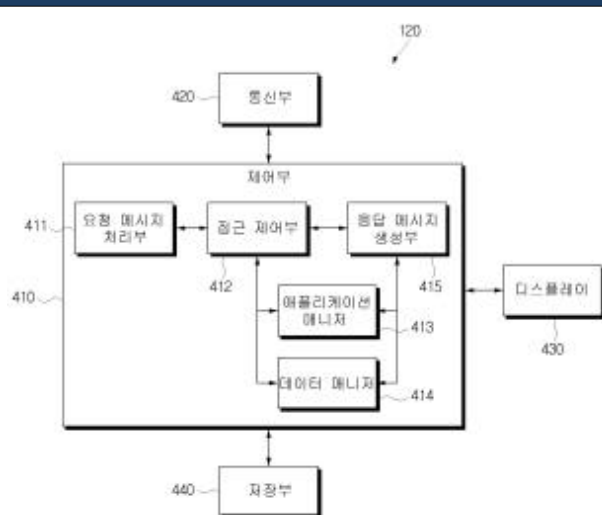 120
420
통신부
제어부
411
요청 메시지
처리부
접근 제어부
응답 메시지
생성부
412
415
410
애플리케이션
매니저
413
디스플레이
430
데이터 매니저
414
440
저장부